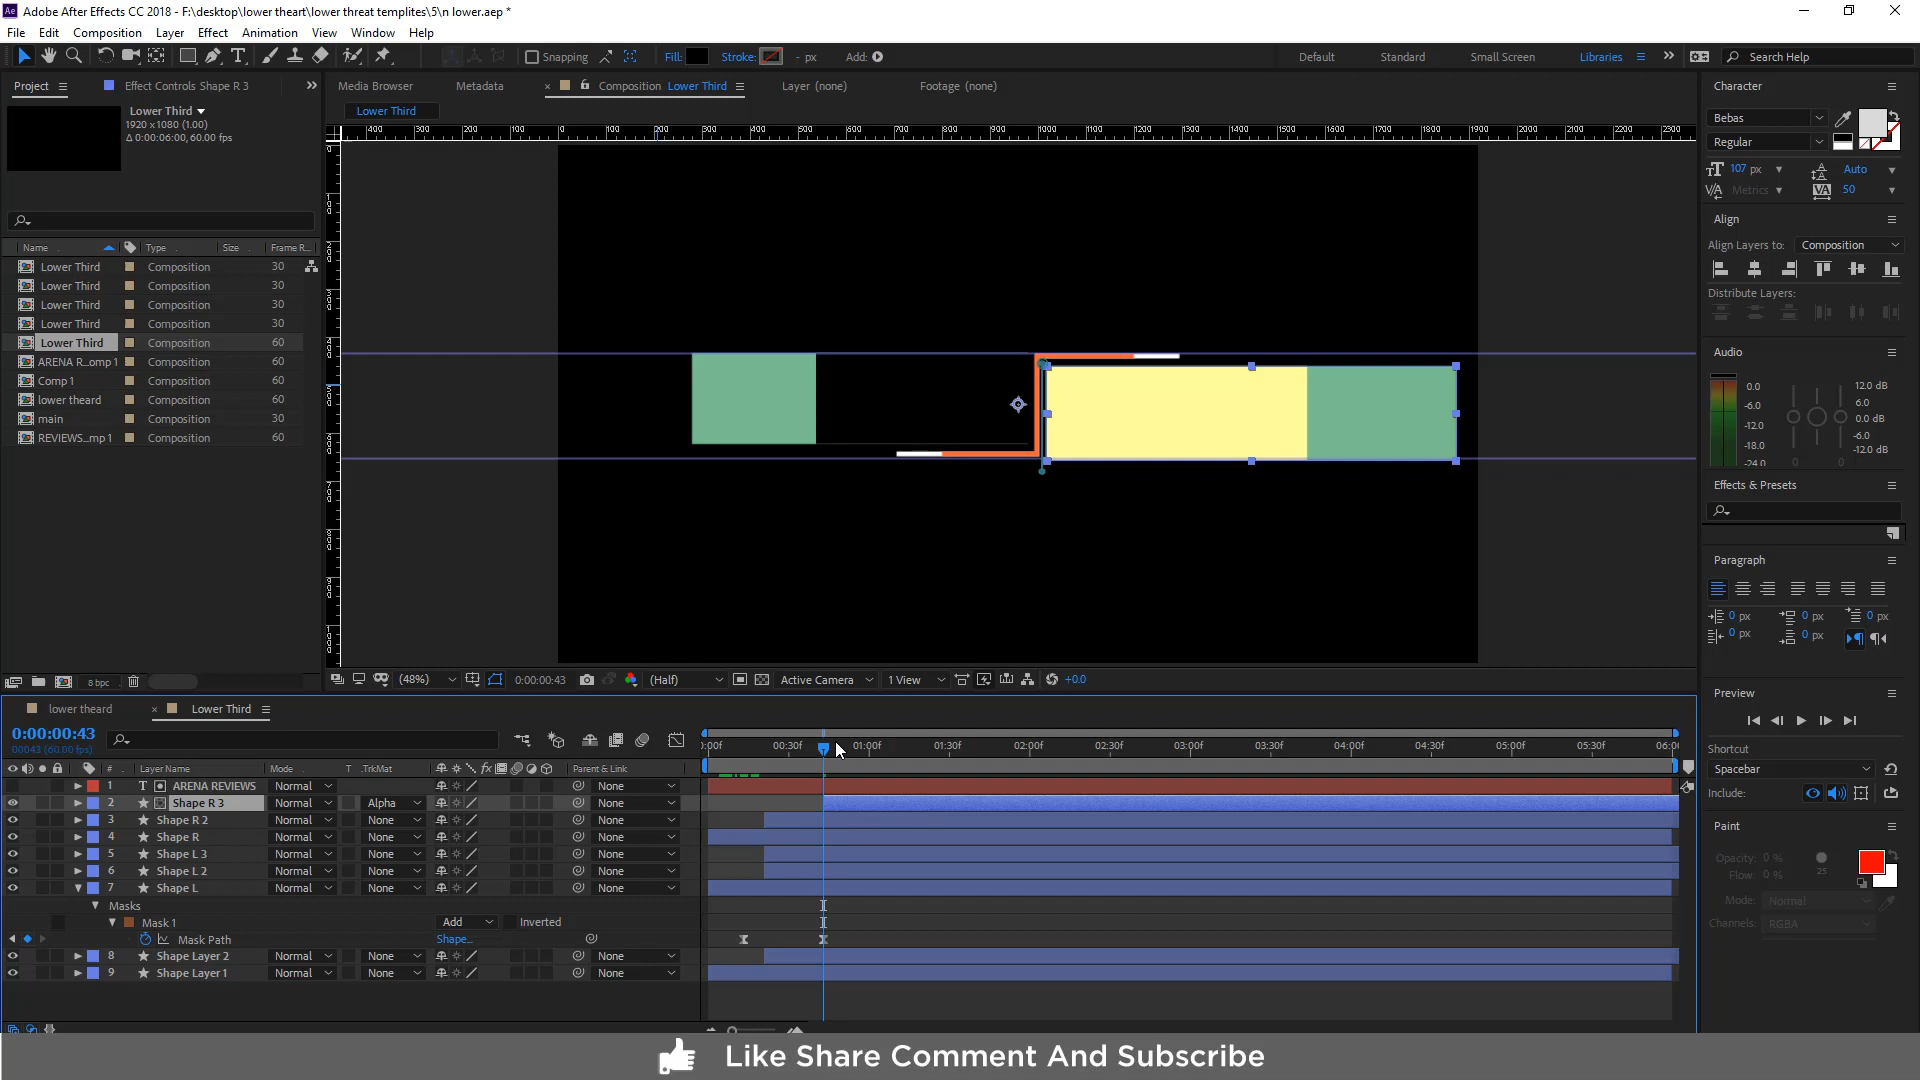 Adobe After Effects CC 2018 - F:\desktop\lower theart\lower threat templites\5\n lower.aep *
File Edit Composition Layer Effect Animation View Window Help
Snapping Fill: Stroke: - px Add: Default Standard Small Screen Libraries Search Help
Project Effect Controls Shape R 3 Media Browser Metadata Composition Lower Third Layer (none) Footage (none) Character
Lower Third
1920 x 1080 (1.00)
Δ 0:00:06:00, 60.00 fps
Lower Third
Bebas
Regular
107 px Auto
Metrics 50
Align
Align Layers to: Composition
Distribute Layers:
Name Type Size Frame R...
Lower Third Composition 30
Lower Third Composition 30
Lower Third Composition 30
Lower Third Composition 30
Lower Third Composition 60
ARENA R...omp 1 Composition 60
Comp 1 Composition 60
lower theard Composition 60
main Composition 30
REVIEWS...mp 1 Composition 60
Audio
0.0 12.0 dB
-6.0 6.0 dB
-12.0 0.0 dB
-18.0 -6.0 dB
-24.0 -12.0 dB
Effects & Presets
Paragraph
0 px 0 px 0 px
0 px 0 px
8 bpc (48%) 0:00:00:43 (Half) Active Camera 1 View +0.0
Preview
Shortcut
Spacebar
Include:
Paint
Opacity: 0 %
Flow: 0 % 25
Mode: Normal
Channels: RGBA
lower theard Lower Third
0:00:00:43
00043 (60.00 fps)
:00f 00:30f 01:00f 01:30f 02:00f 02:30f 03:00f 03:30f 04:00f 04:30f 05:00f 05:30f 06:0
# Layer Name Mode T .TrkMat Parent & Link
1 T ARENA REVIEWS Normal None
2 Shape R 3 Normal Alpha None
3 Shape R 2 Normal None None
4 Shape R Normal None None
5 Shape L 3 Normal None None
6 Shape L 2 Normal None None
7 Shape L Normal None None
Masks
Mask 1 Add Inverted
Mask Path Shape...
8 Shape Layer 2 Normal None None
9 Shape Layer 1 Normal None None
Like Share Comment And Subscribe